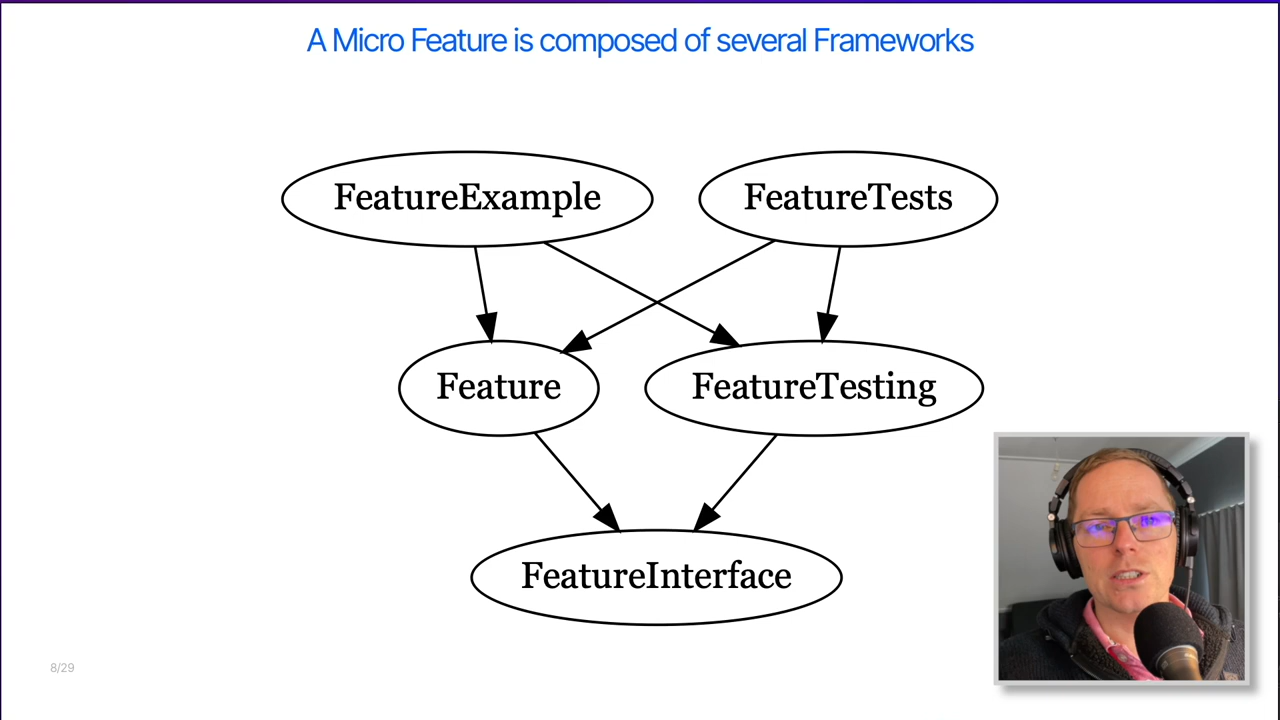 A Micro Feature is composed of several Frameworks
FeatureExample
FeatureTests
Feature
FeatureTesting
FeatureInterface
8/29